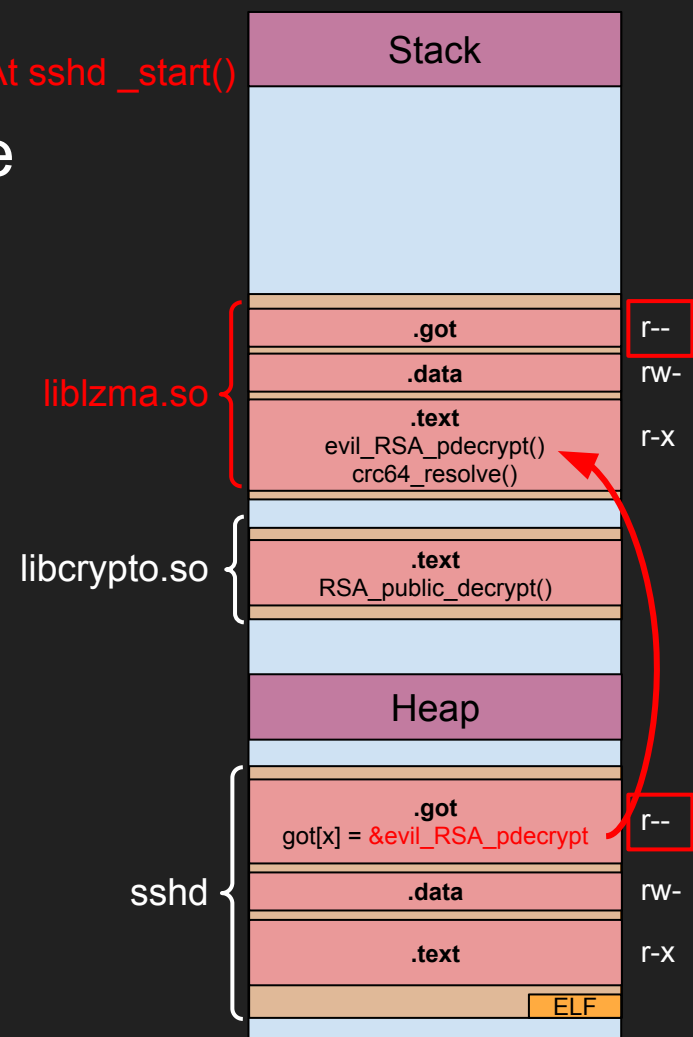 Stack
At sshd _start()
e
.got
r--
.data
rw-
liblzma.so
.text
evil_RSA_pdecrypt()
crc64_resolve()
r-x
libcrypto.so
.text
RSA_public_decrypt()
Heap
.got
got[x] = &evil_RSA_pdecrypt
r--
sshd
.data
rw-
.text
r-x
ELF